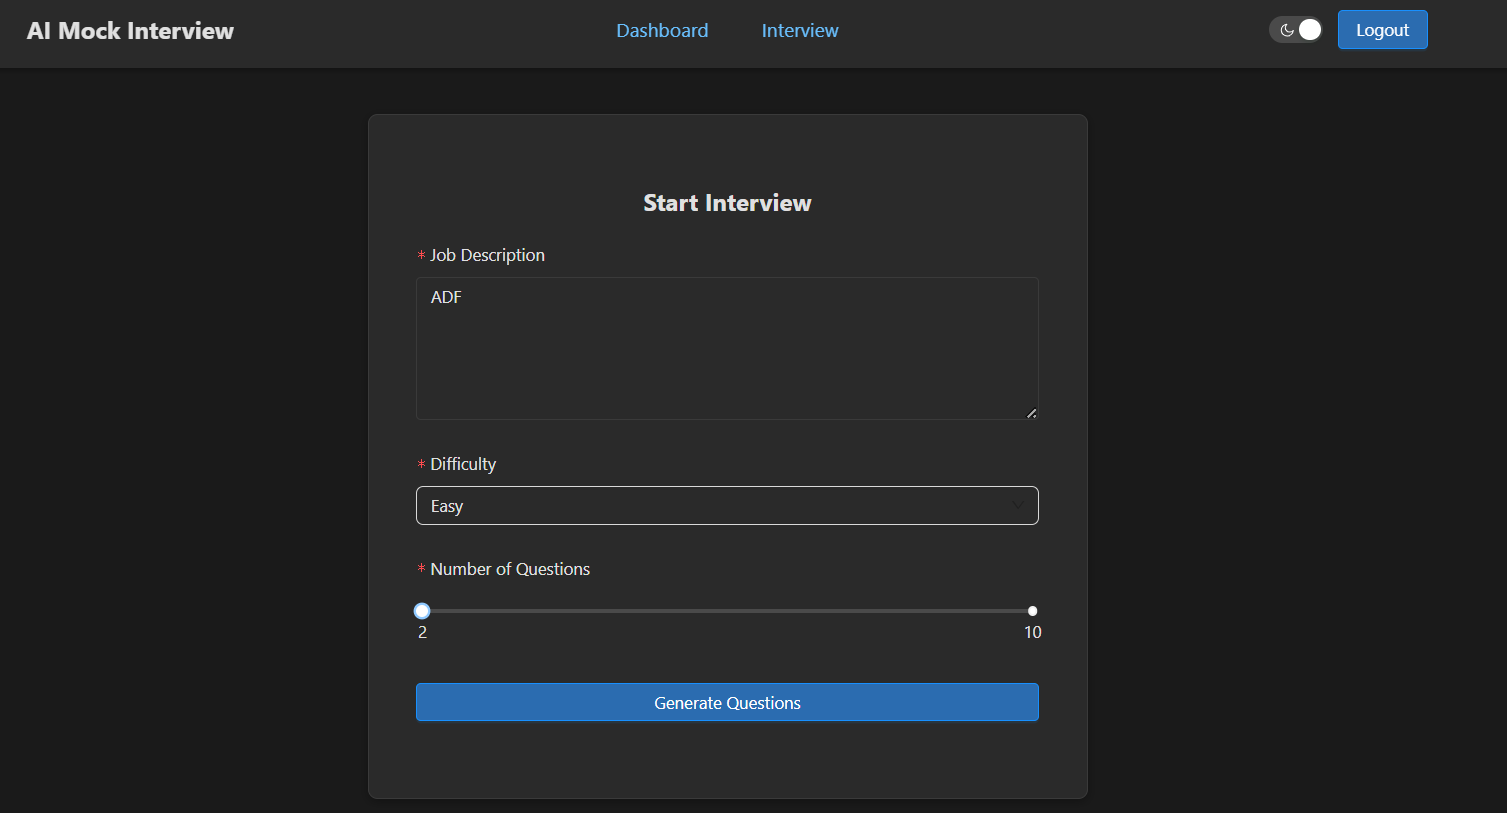 AI Mock Interview
Dashboard
Interview
Logout
Start Interview
* Job Description
ADF
* Difficulty
Easy
* Number of Questions
2
10
Generate Questions